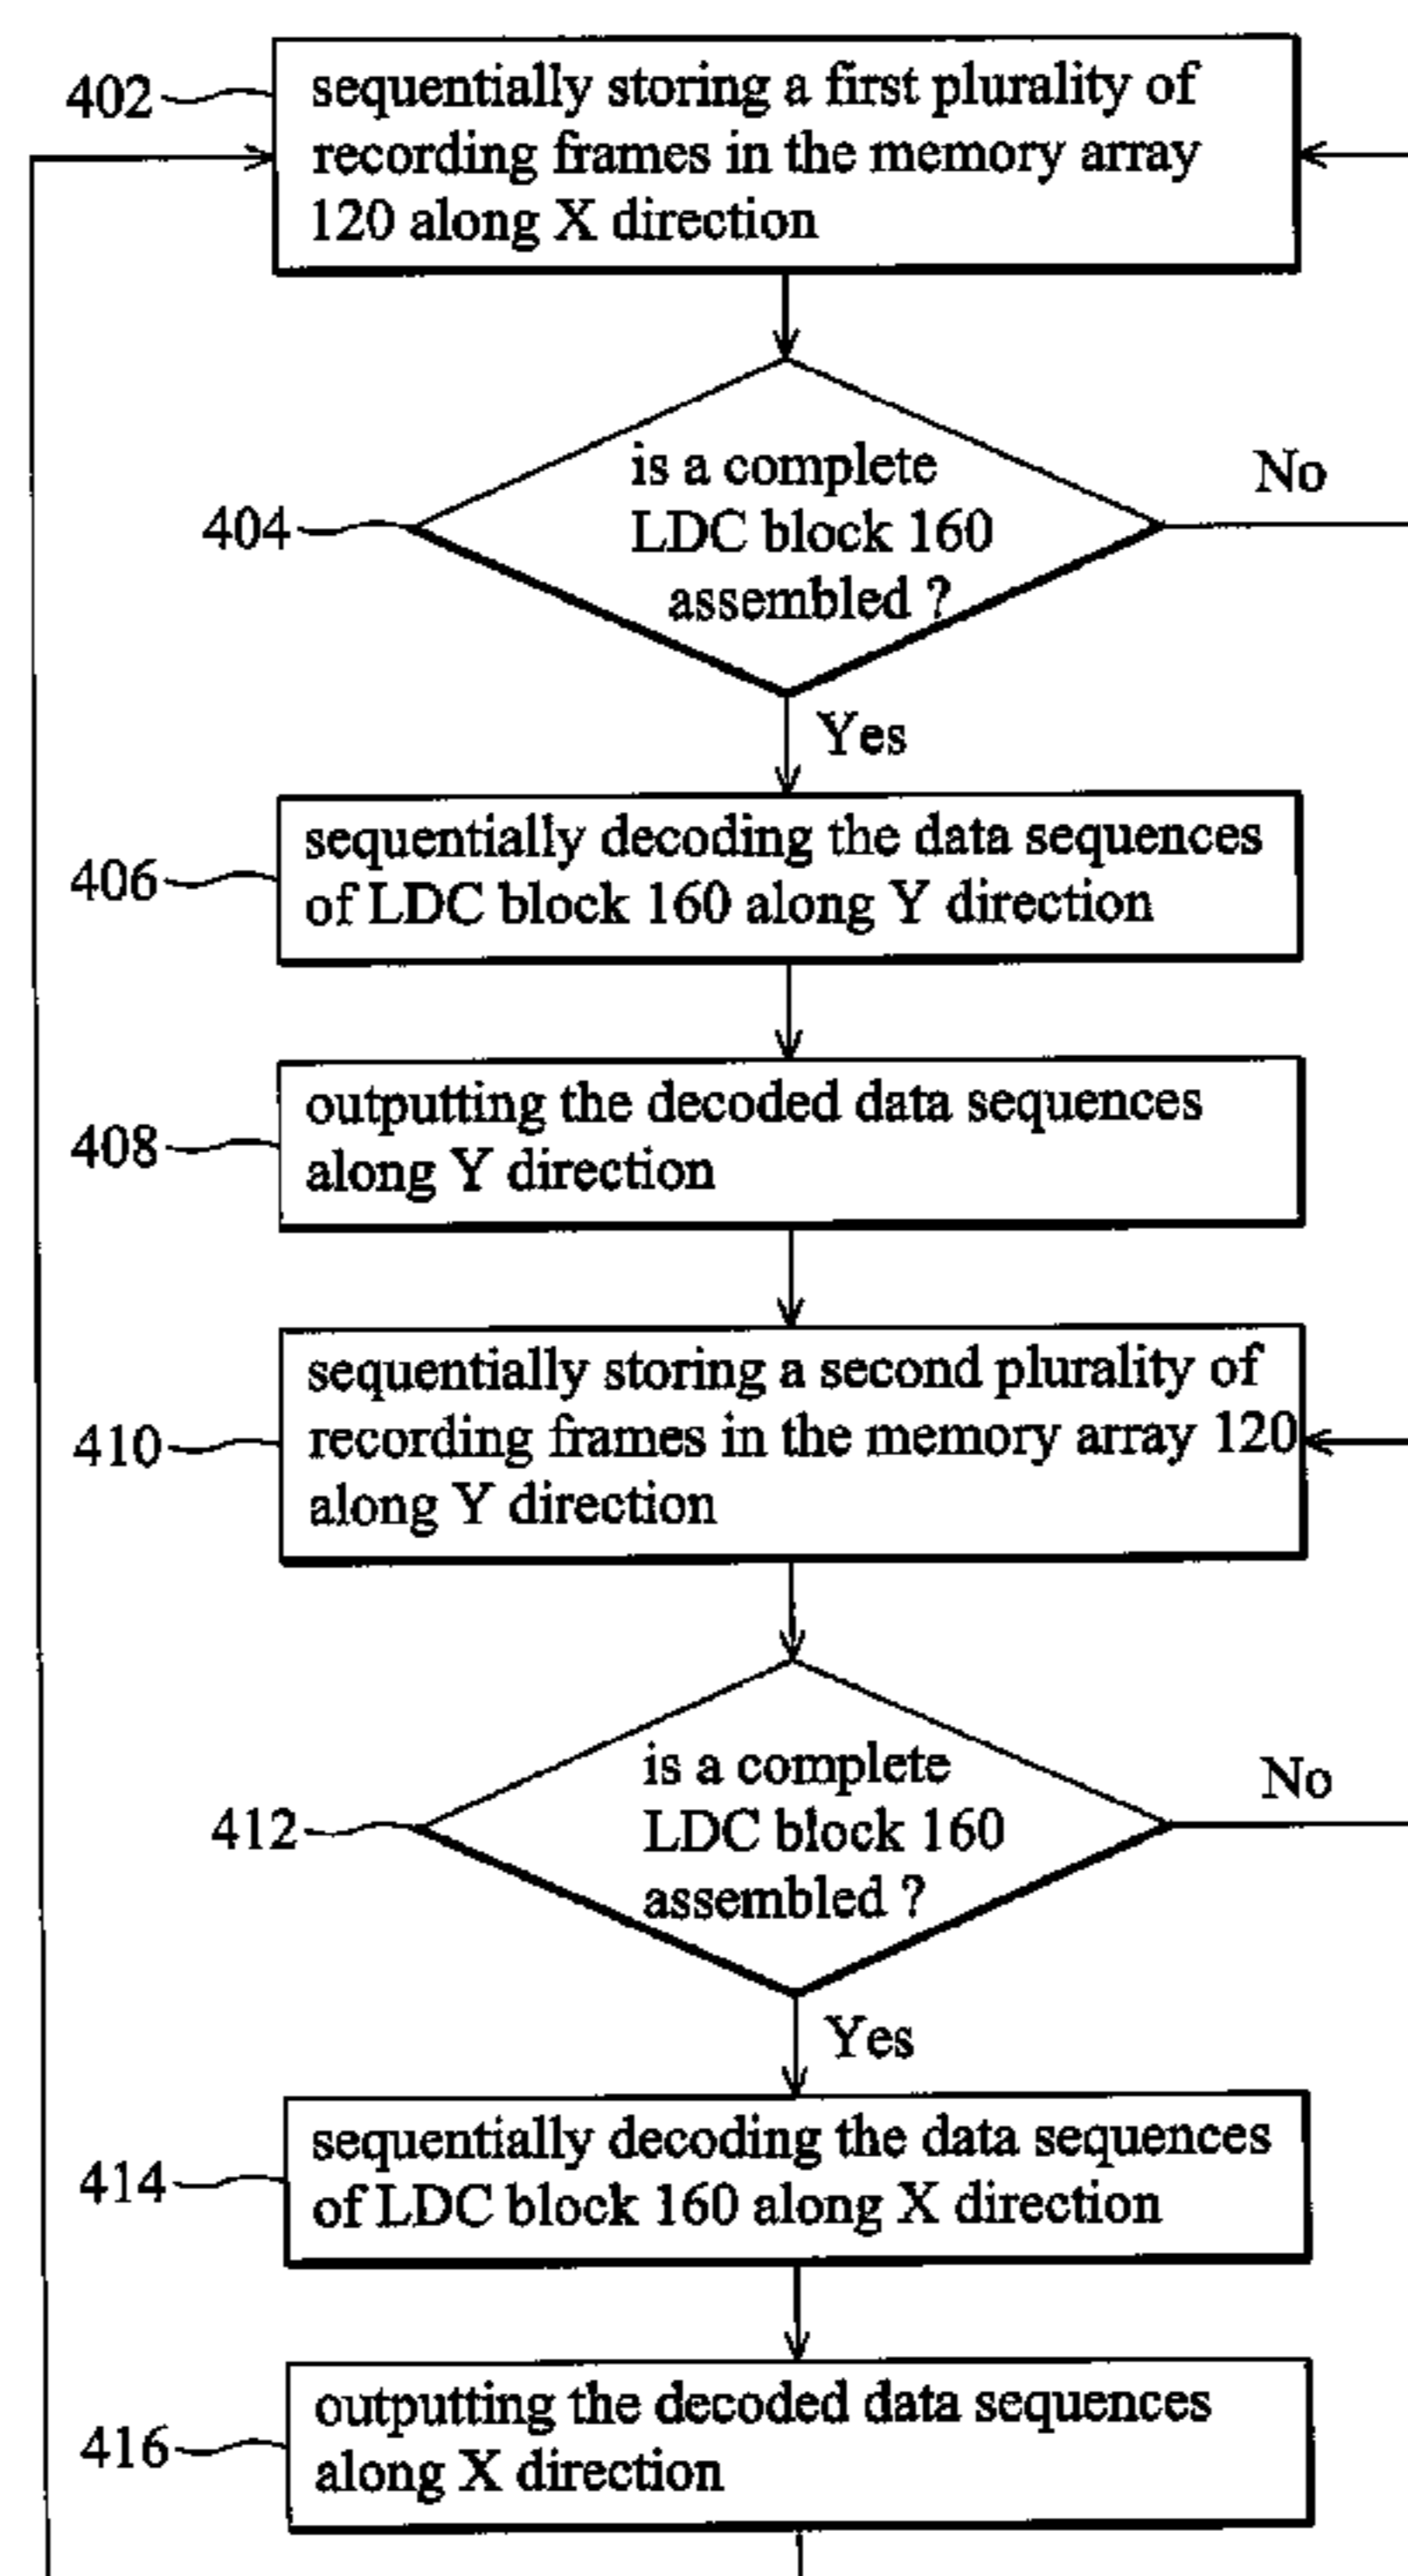 402
sequentially storing a first plurality of
recording frames in the memory array
120 along X direction
404
is a complete
LDC block 160
assembled ?
No
Yes
406
sequentially decoding the data sequences
of LDC block 160 along Y direction
408
outputting the decoded data sequences
along Y direction
410
sequentially storing a second plurality of
recording frames in the memory array 120
along Y direction
412
is a complete
LDC block 160
assembled ?
No
Yes
414
sequentially decoding the data sequences
of LDC block 160 along X direction
416
outputting the decoded data sequences
along X direction